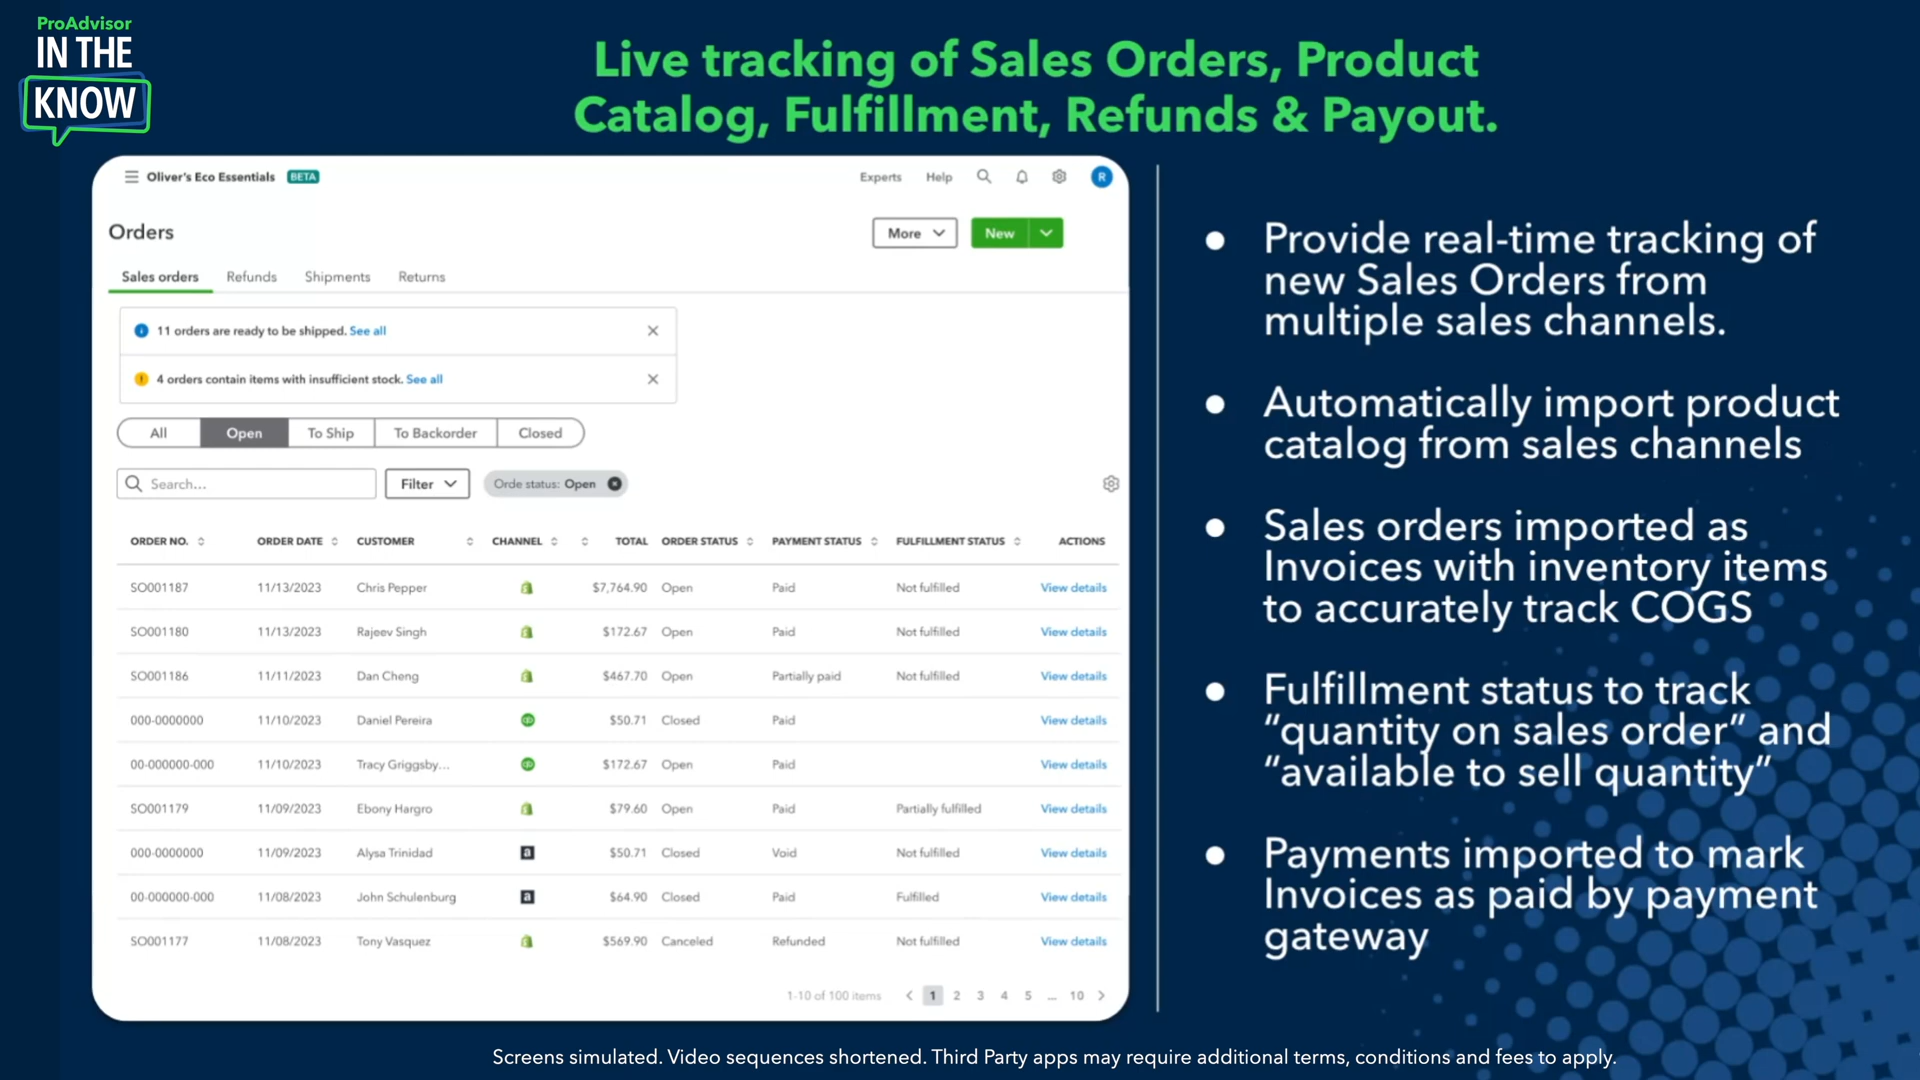 ProAdvisor
IN THE
KNOW
Live tracking of Sales Orders, Product
Catalog, Fulfillment, Refunds & Payout.
Oliver's Eco Essentials BETA
Experts Help R
Orders
More New
Sales orders Refunds Shipments Returns
11 orders are ready to be shipped. See all
4 orders contain items with insufficient stock. See all
All Open To Ship To Backorder Closed
Search... Filter Orde status: Open
ORDER NO. ORDER DATE CUSTOMER CHANNEL TOTAL ORDER STATUS PAYMENT STATUS FULFILLMENT STATUS ACTIONS
SO001187 11/13/2023 Chris Pepper $7,764.90 Open Paid Not fulfilled View details
SO001180 11/13/2023 Rajeev Singh $172.67 Open Paid Not fulfilled View details
SO001186 11/11/2023 Dan Cheng $467.70 Open Partially paid Not fulfilled View details
000-0000000 11/10/2023 Daniel Pereira $50.71 Closed Paid View details
00-000000-000 11/10/2023 Tracy Griggsby... $172.67 Open Paid View details
SO001179 11/09/2023 Ebony Hargro $79.60 Open Paid Partially fulfilled View details
000-0000000 11/09/2023 Alysa Trinidad a $50.71 Closed Void Not fulfilled View details
00-000000-000 11/08/2023 John Schulenburg a $64.90 Closed Paid Fulfilled View details
SO001177 11/08/2023 Tony Vasquez $569.90 Canceled Refunded Not fulfilled View details
1-10 of 100 items < 1 2 3 4 5 ... 10 >
● Provide real-time tracking of
new Sales Orders from
multiple sales channels.
● Automatically import product
catalog from sales channels
● Sales orders imported as
Invoices with inventory items
to accurately track COGS
● Fulfillment status to track
“quantity on sales order” and
“available to sell quantity”
● Payments imported to mark
Invoices as paid by payment
gateway
Screens simulated. Video sequences shortened. Third Party apps may require additional terms, conditions and fees to apply.